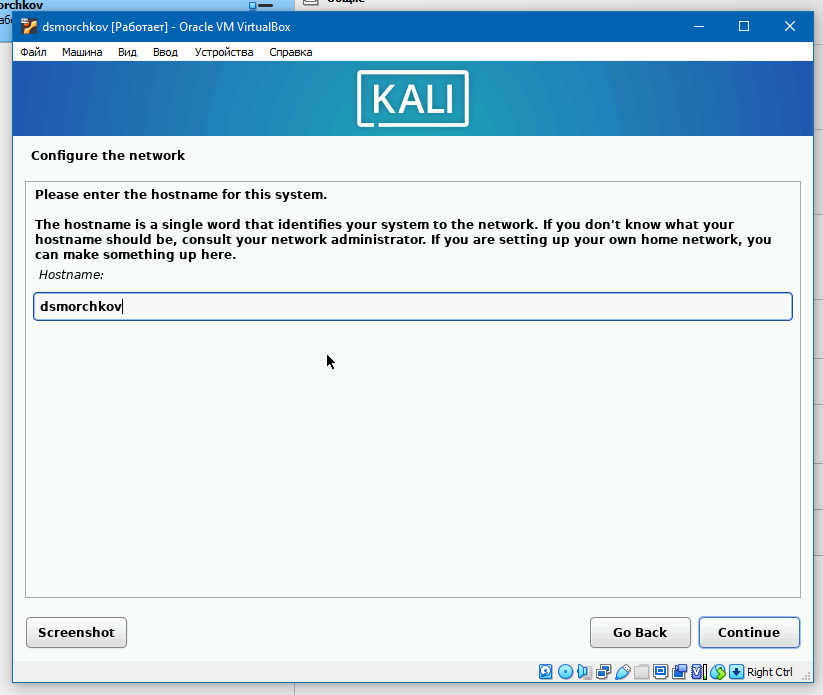 dsmorchkov [Работает] - Oracle VM VirtualBox
Файл Машина Вид Ввод Устройства Справка
KALI
Configure the network
Please enter the hostname for this system.
The hostname is a single word that identifies your system to the network. If you don't know what your
hostname should be, consult your network administrator. If you are setting up your own home network, you
can make something up here.
Hostname:
dsmorchkov
Screenshot
Go Back
Continue
Right Ctrl